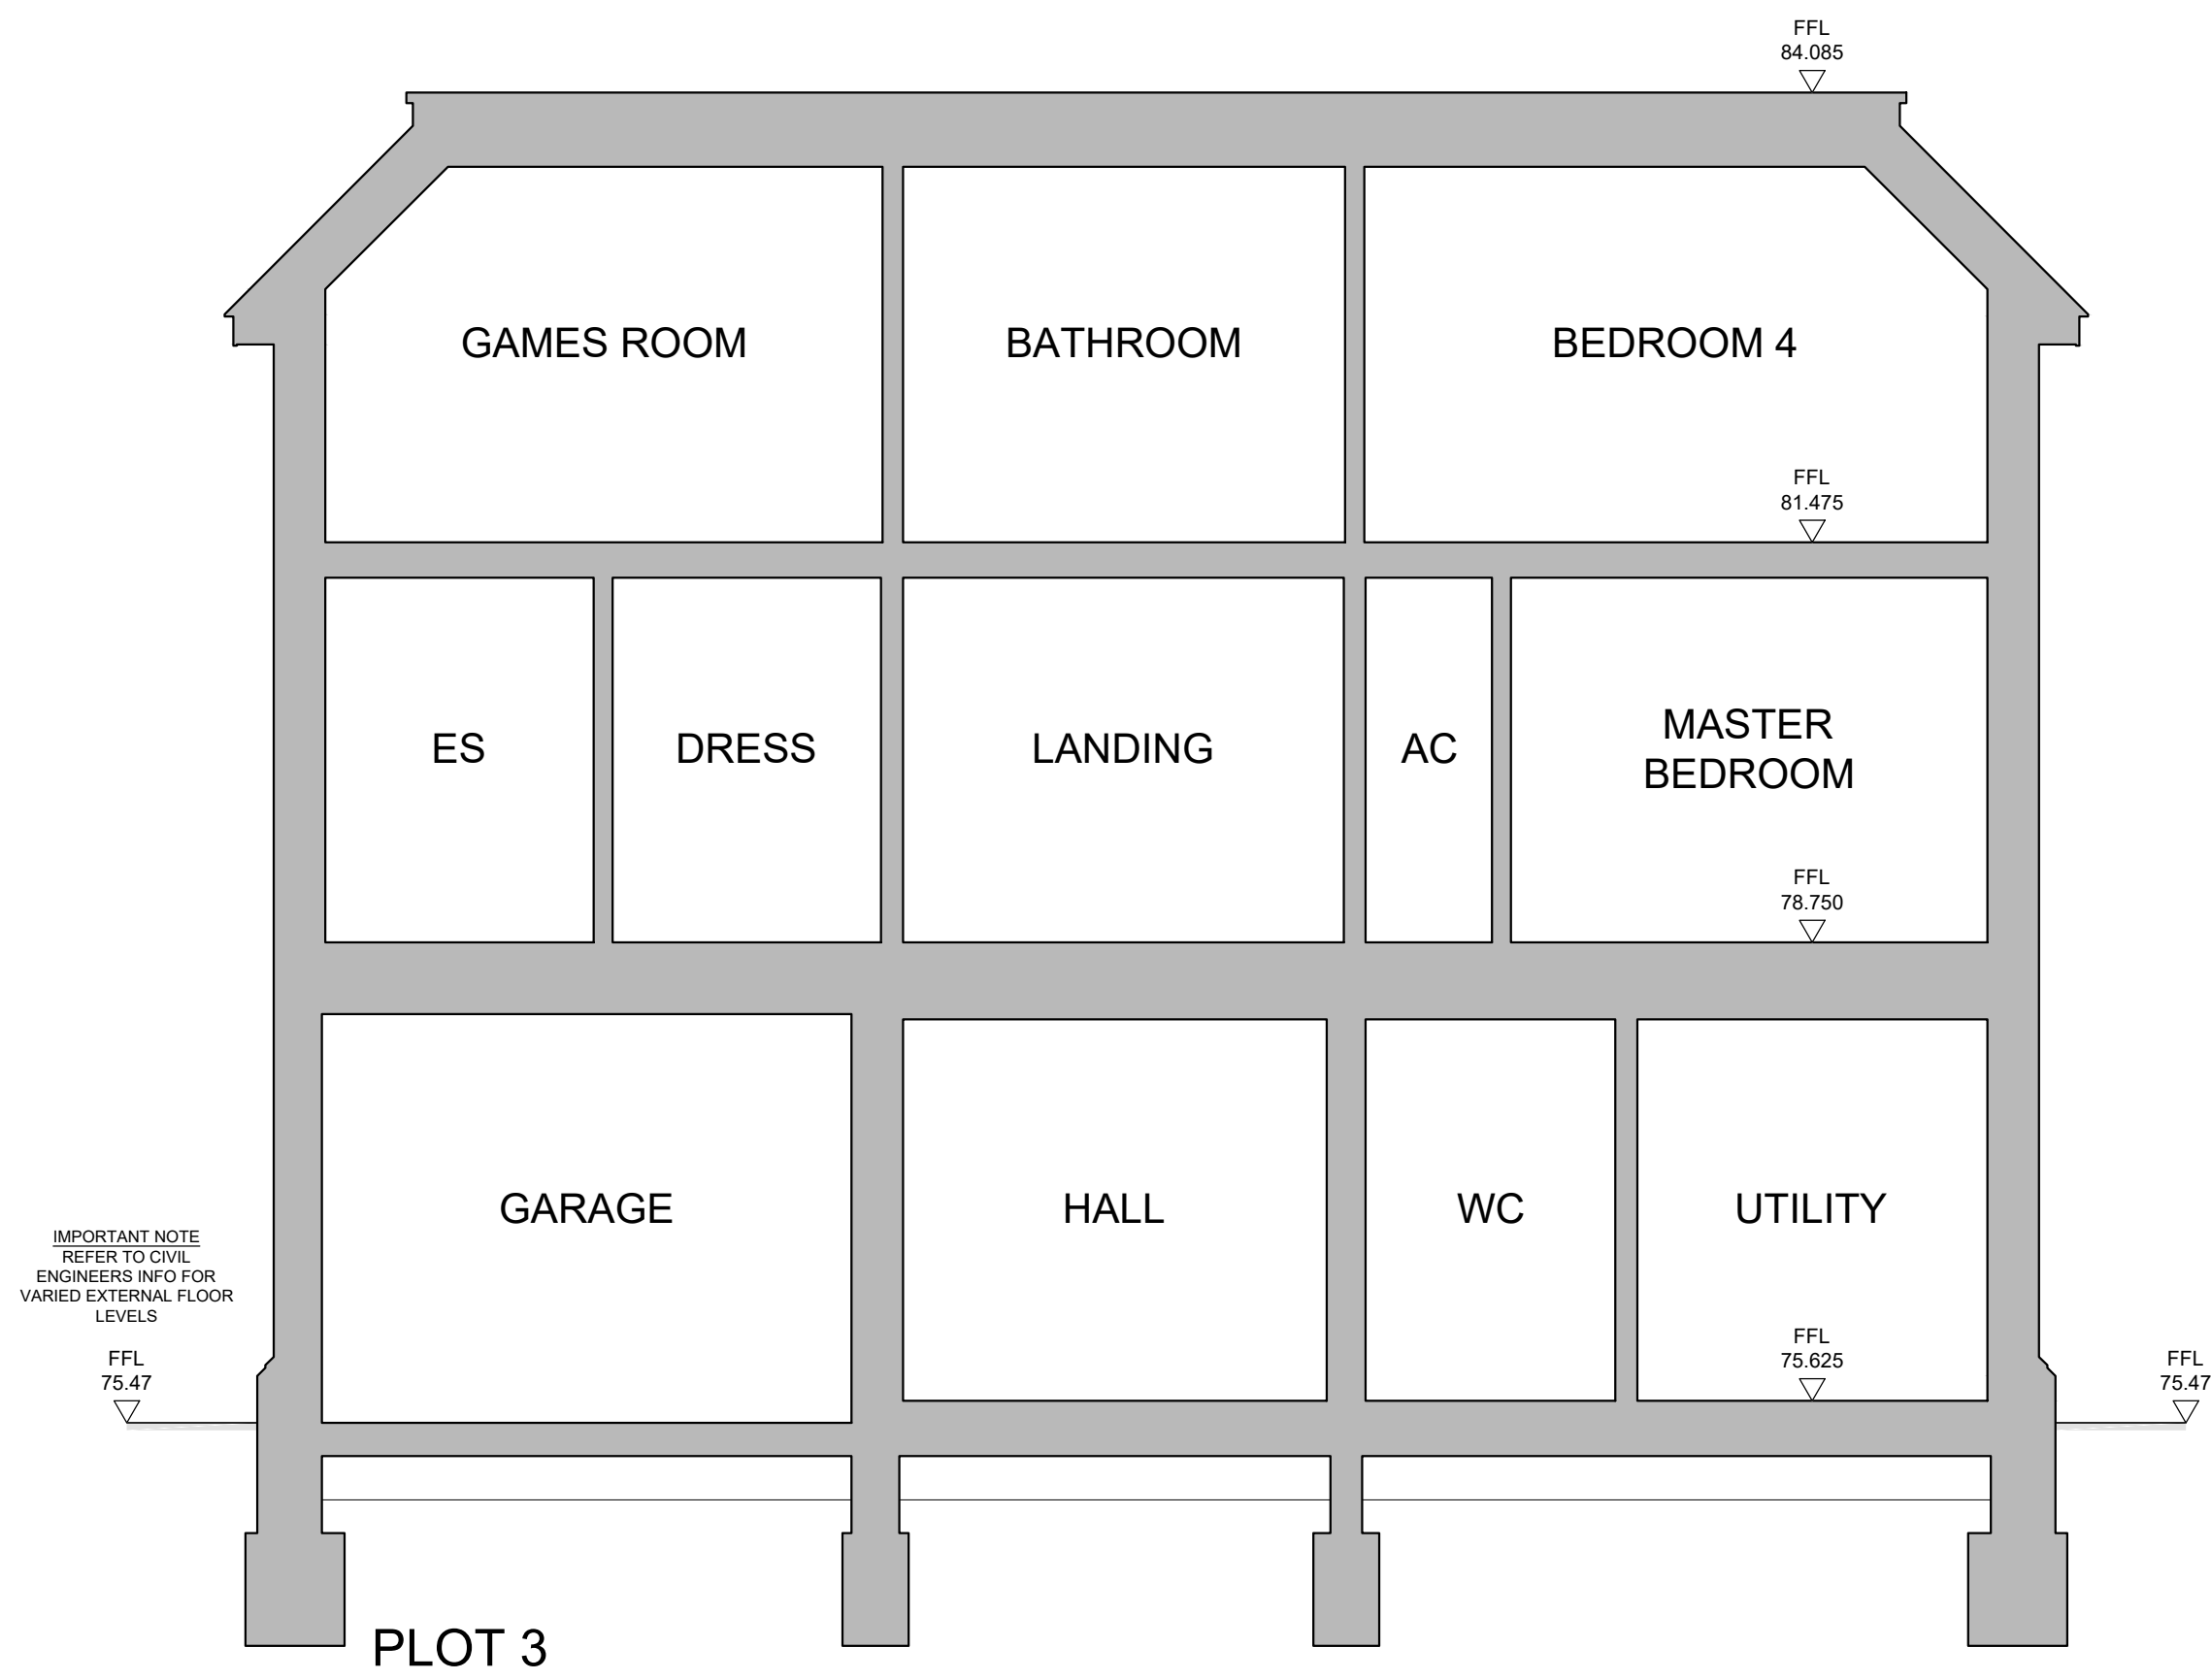 FFL
84.085
GAMES ROOM
BATHROOM
BEDROOM 4
FFL
81.475
ES
DRESS
LANDING
AC
MASTER
BEDROOM
FFL
78.750
GARAGE
HALL
WC
UTILITY
IMPORTANT NOTE
REFER TO CIVIL
ENGINEERS INFO FOR
VARIED EXTERNAL FLOOR
LEVELS
FFL
75.47
FFL
75.625
FFL
75.47
PLOT 3